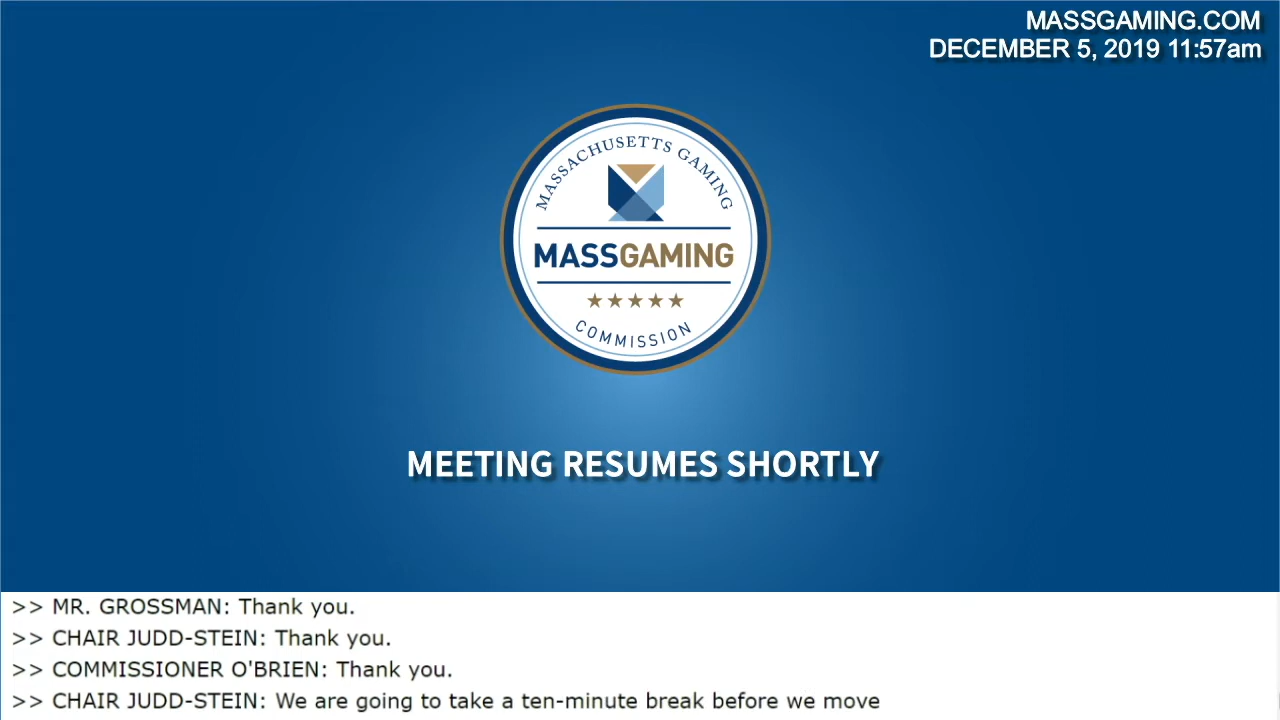 MASSGAMING.COM
DECEMBER 5, 2019 11:57am
MASSACHUSETTS GAMING
MASSGAMING
COMMISSION
MEETING RESUMES SHORTLY
>> MR. GROSSMAN: Thank you.
>> CHAIR JUDD-STEIN: Thank you.
>> COMMISSIONER O'BRIEN: Thank you.
>> CHAIR JUDD-STEIN: We are going to take a ten-minute break before we move